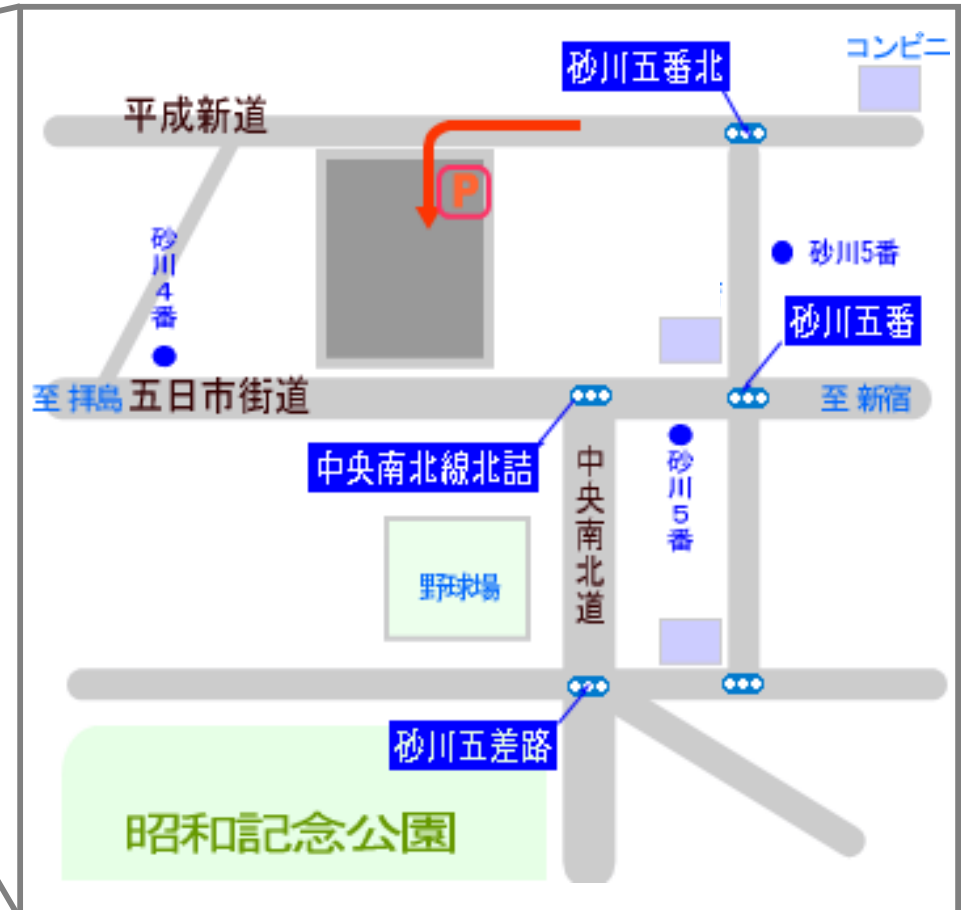 コンビニ
砂川五番北
平成新道
P
砂川4番
砂川5番
砂川五番
至 拝島
五日市街道
至 新宿
中央南北線北詰
中央南北道
砂川5番
野球場
砂川五差路
昭和記念公園